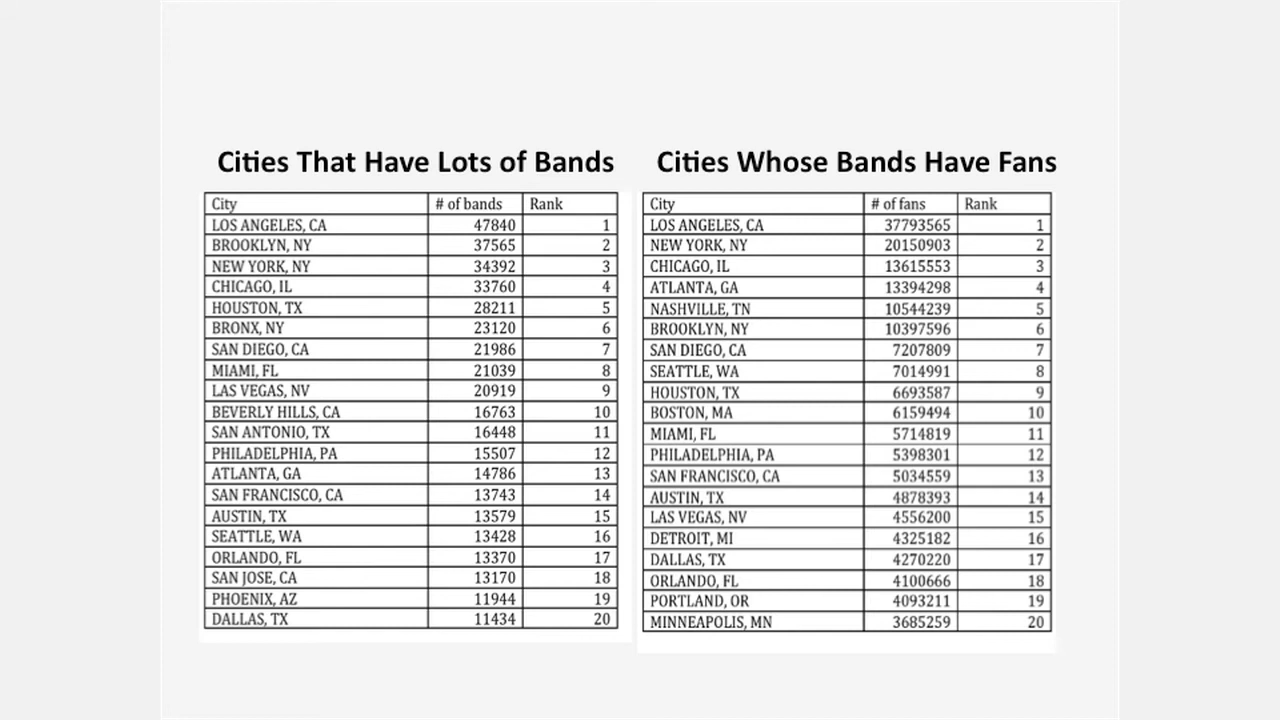 Cities That Have Lots of Bands
City # of bands Rank
LOS ANGELES, CA 47840 1
BROOKLYN, NY 37565 2
NEW YORK, NY 34392 3
CHICAGO, IL 33760 4
HOUSTON, TX 28211 5
BRONX, NY 23120 6
SAN DIEGO, CA 21986 7
MIAMI, FL 21039 8
LAS VEGAS, NV 20919 9
BEVERLY HILLS, CA 16763 10
SAN ANTONIO, TX 16448 11
PHILADELPHIA, PA 15507 12
ATLANTA, GA 14786 13
SAN FRANCISCO, CA 13743 14
AUSTIN, TX 13579 15
SEATTLE, WA 13428 16
ORLANDO, FL 13370 17
SAN JOSE, CA 13170 18
PHOENIX, AZ 11944 19
DALLAS, TX 11434 20
Cities Whose Bands Have Fans
City # of fans Rank
LOS ANGELES, CA 37793565 1
NEW YORK, NY 20150903 2
CHICAGO, IL 13615553 3
ATLANTA, GA 13394298 4
NASHVILLE, TN 10544239 5
BROOKLYN, NY 10397596 6
SAN DIEGO, CA 7207809 7
SEATTLE, WA 7014991 8
HOUSTON, TX 6693587 9
BOSTON, MA 6159494 10
MIAMI, FL 5714819 11
PHILADELPHIA, PA 5398301 12
SAN FRANCISCO, CA 5034559 13
AUSTIN, TX 4878393 14
LAS VEGAS, NV 4556200 15
DETROIT, MI 4325182 16
DALLAS, TX 4270220 17
ORLANDO, FL 4100666 18
PORTLAND, OR 4093211 19
MINNEAPOLIS, MN 3685259 20